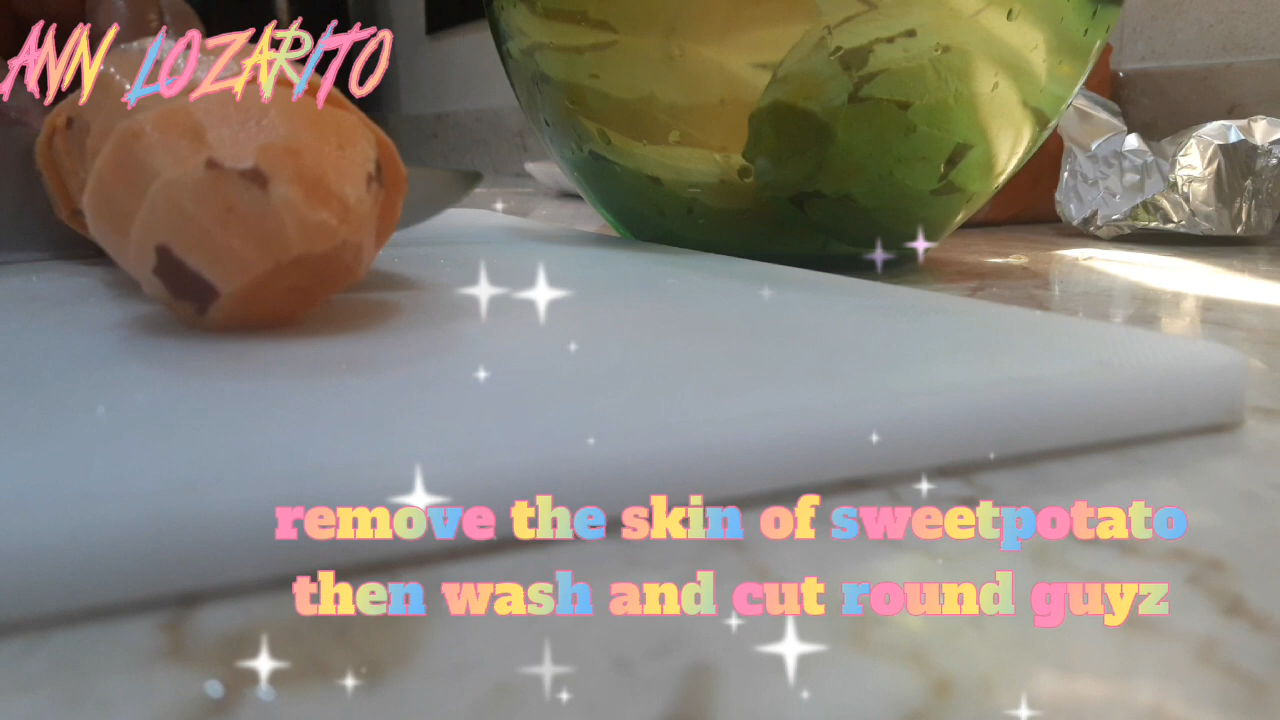 ANN LOZARITO
remove the skin of sweetpotato
then wash and cut round guyz